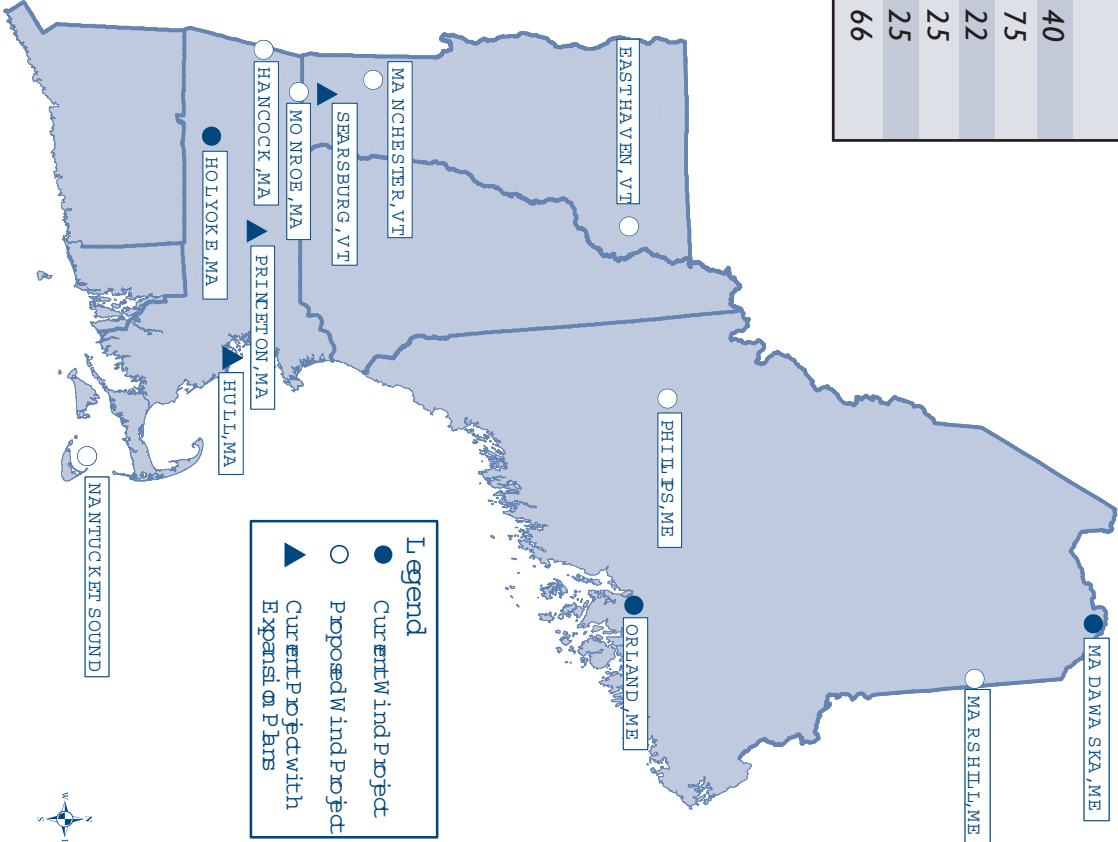 40
75
22
25
25
66
MADAWASKA,ME
MARSHILL,ME
PHILLIPS,ME
ORLAND,ME
EASTHAVEN,VT
MANCHESTER,VT
SEARSBURG,VT
MONROE,MA
HANCOCK,MA
HOLYOKE,MA
PRINCETON,MA
HULL,MA
NANTUCKETSOUND
Legend
Current Wind Project
Proposed Wind Project
Current Project with
Expansion Plans
N
W
S